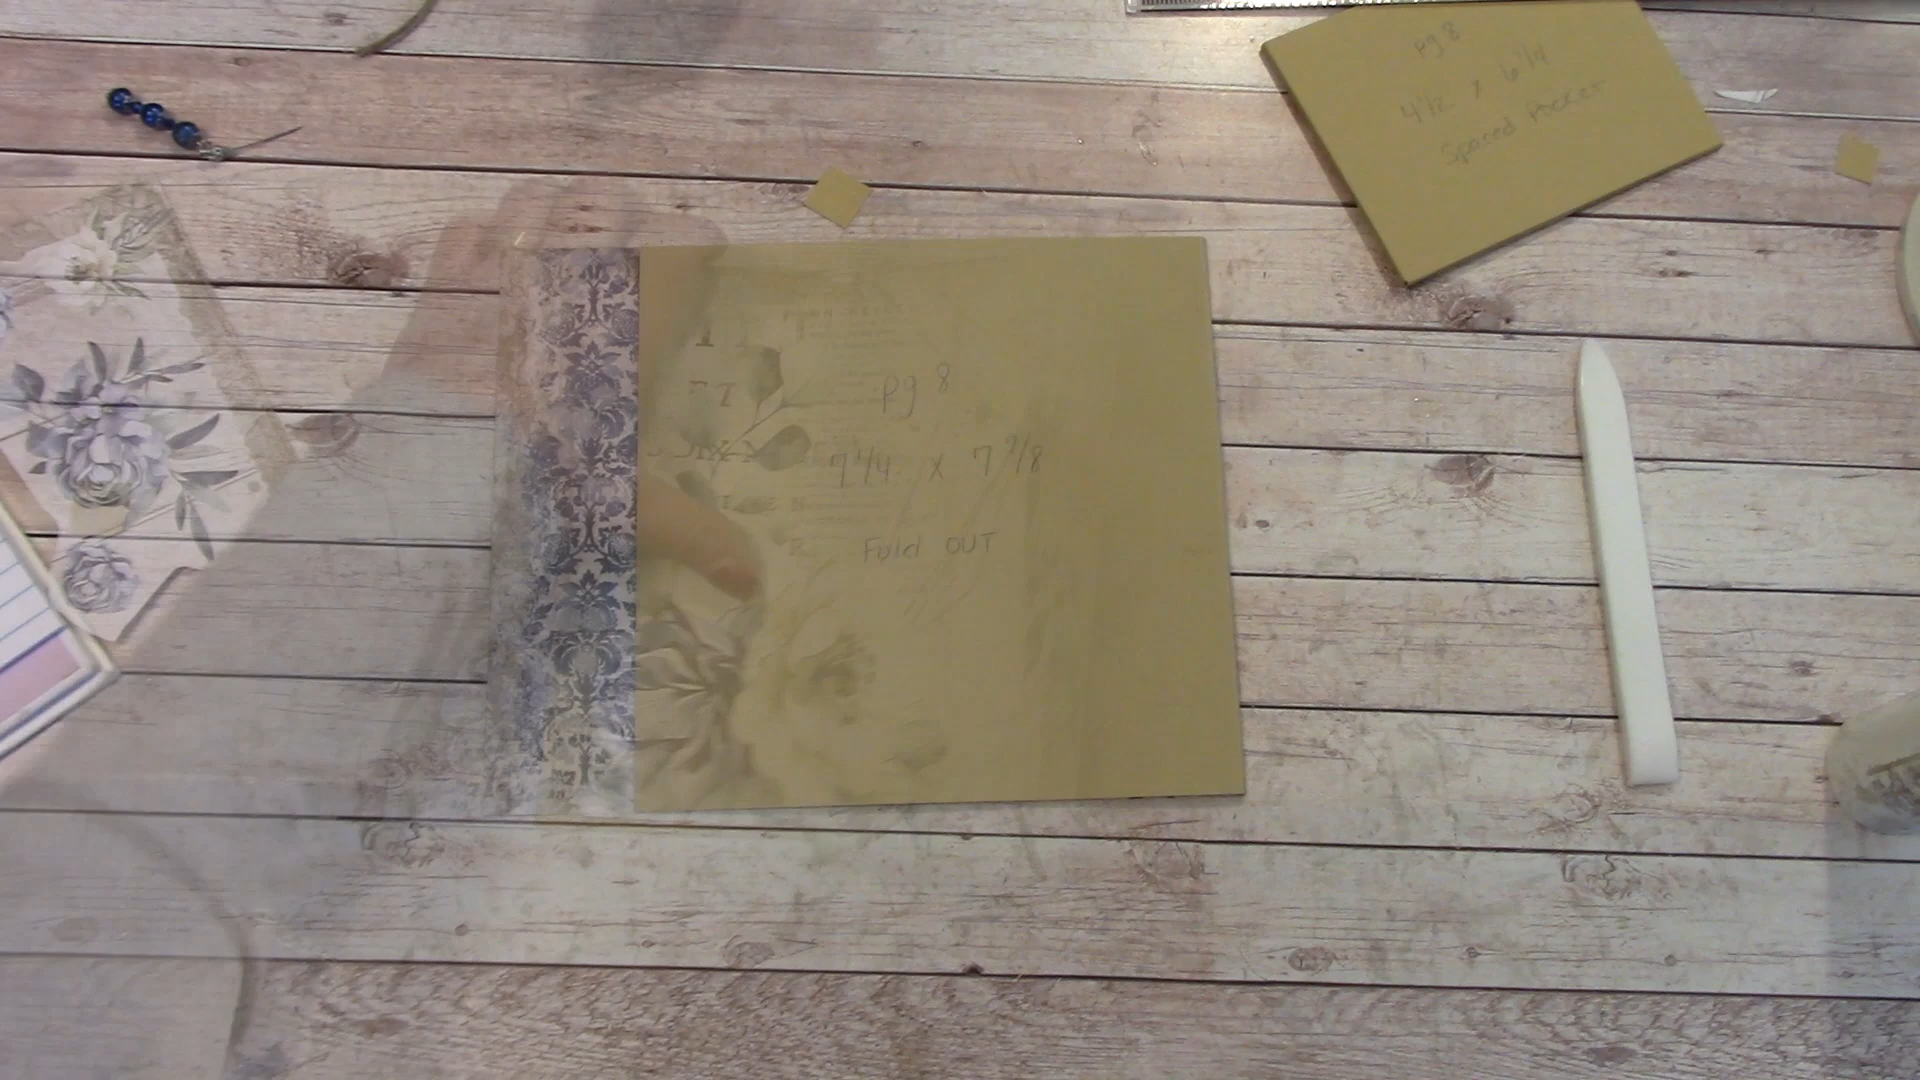 pg 8
4 1/2 x 6 1/4
Spaced Pocket
pg 8
7 1/4 x 7 7/8
Fold OUT